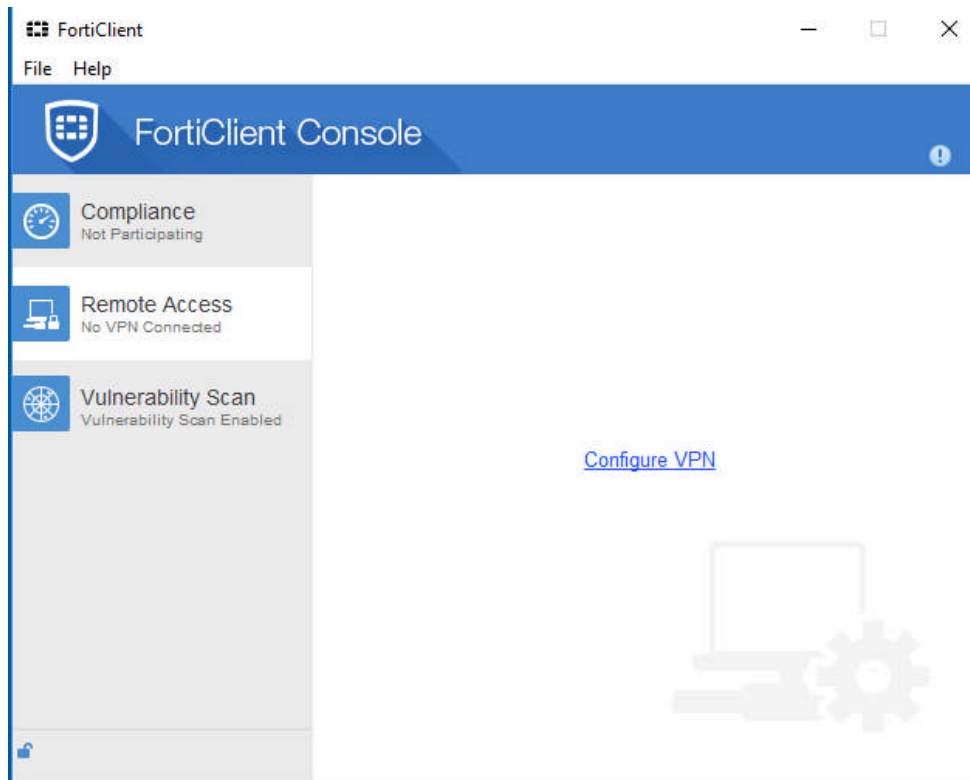 FortiClient
File Help
FortiClient Console
Compliance
Not Participating
Remote Access
No VPN Connected
Vulnerability Scan
Vulnerability Scan Enabled
Configure VPN